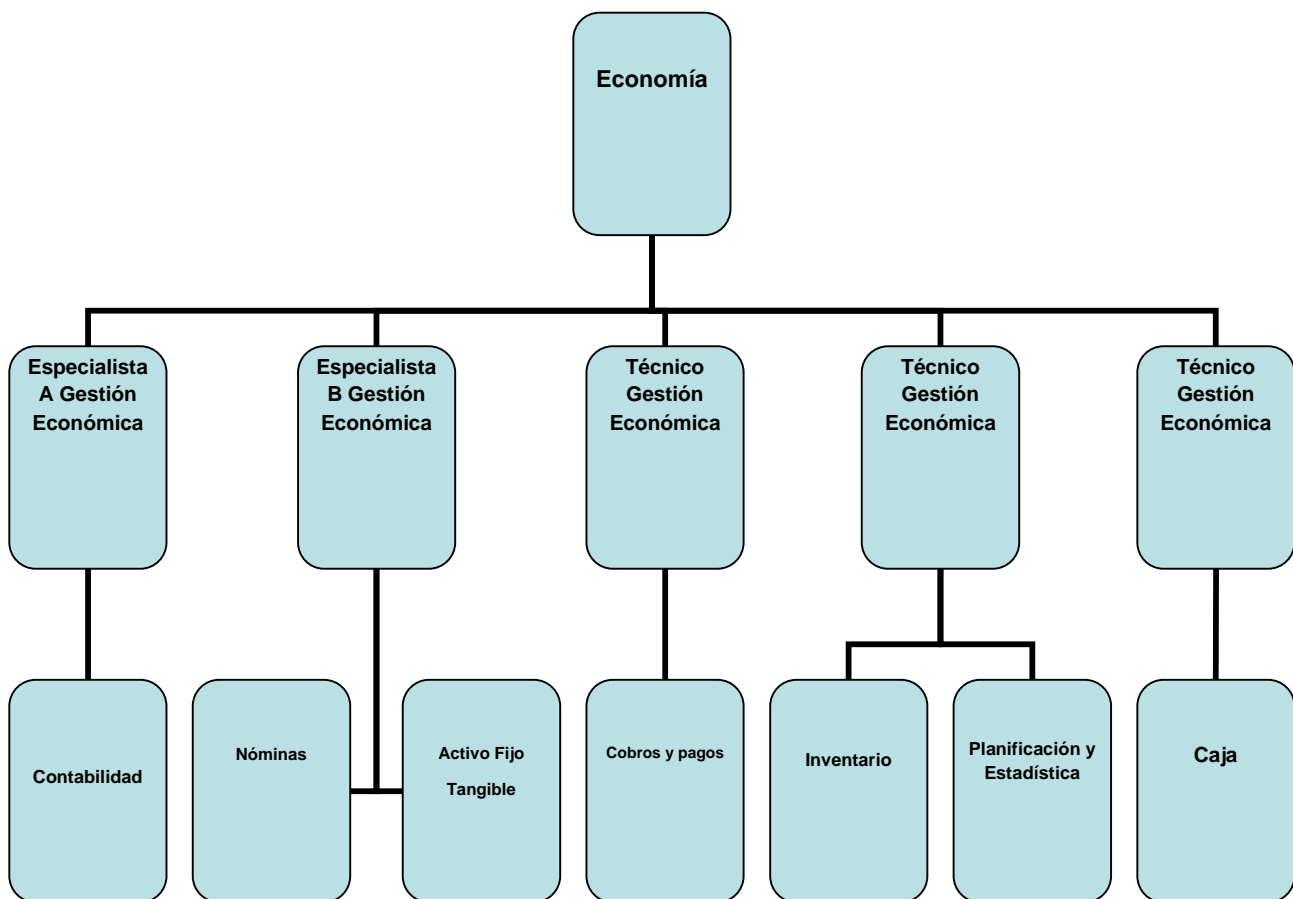 Economía
Especialista
A Gestión
Económica
Especialista
B Gestión
Económica
Técnico
Gestión
Económica
Técnico
Gestión
Económica
Técnico
Gestión
Económica
Contabilidad
Nóminas
Activo Fijo
Tangible
Cobros y pagos
Inventario
Planificación y
Estadística
Caja